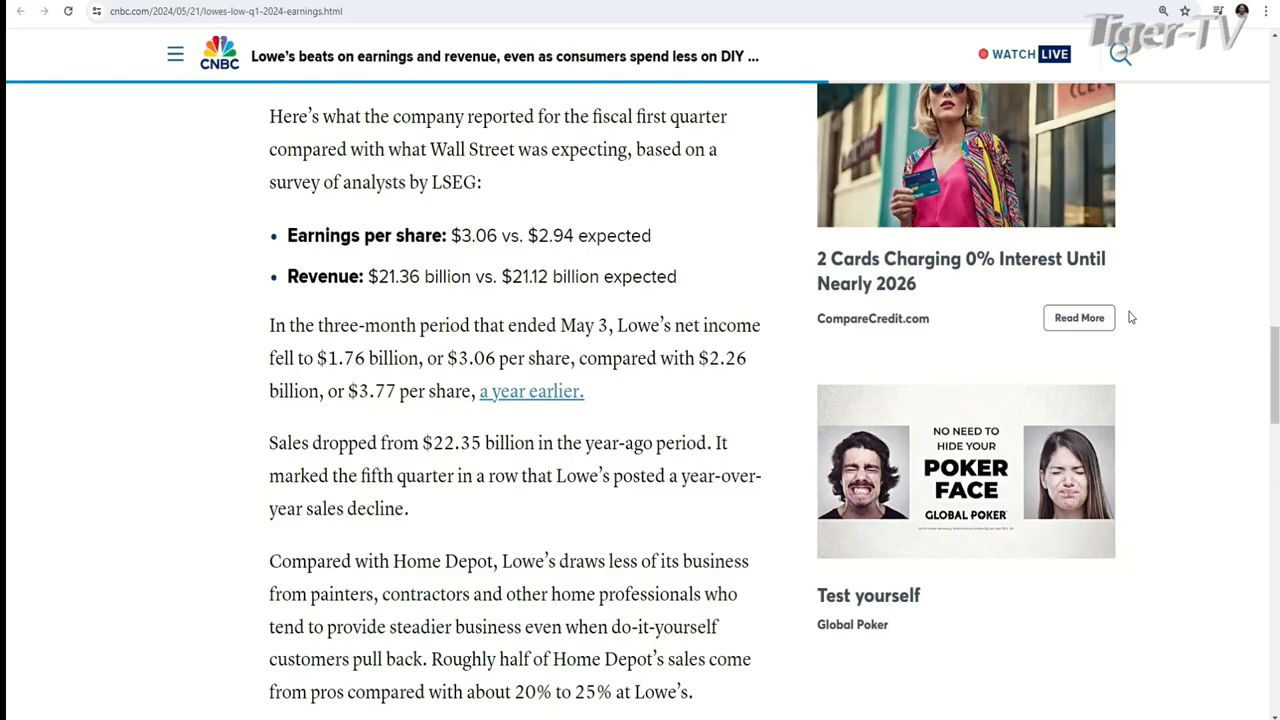 cnbc.com/2024/05/21/lowes-low-q1-2024-earnings.html
Tiger-TV
CNBC
Lowe's beats on earnings and revenue, even as consumers spend less on DIY ...
WATCH LIVE
Here's what the company reported for the fiscal first quarter
compared with what Wall Street was expecting, based on a
survey of analysts by LSEG:
• Earnings per share: $3.06 vs. $2.94 expected
• Revenue: $21.36 billion vs. $21.12 billion expected
In the three-month period that ended May 3, Lowe's net income
fell to $1.76 billion, or $3.06 per share, compared with $2.26
billion, or $3.77 per share, a year earlier.
Sales dropped from $22.35 billion in the year-ago period. It
marked the fifth quarter in a row that Lowe's posted a year-over-
year sales decline.
Compared with Home Depot, Lowe's draws less of its business
from painters, contractors and other home professionals who
tend to provide steadier business even when do-it-yourself
customers pull back. Roughly half of Home Depot's sales come
from pros compared with about 20% to 25% at Lowe's.
2 Cards Charging 0% Interest Until
Nearly 2026
CompareCredit.com
Read More
NO NEED TO
HIDE YOUR
POKER
FACE
GLOBAL POKER
Test yourself
Global Poker